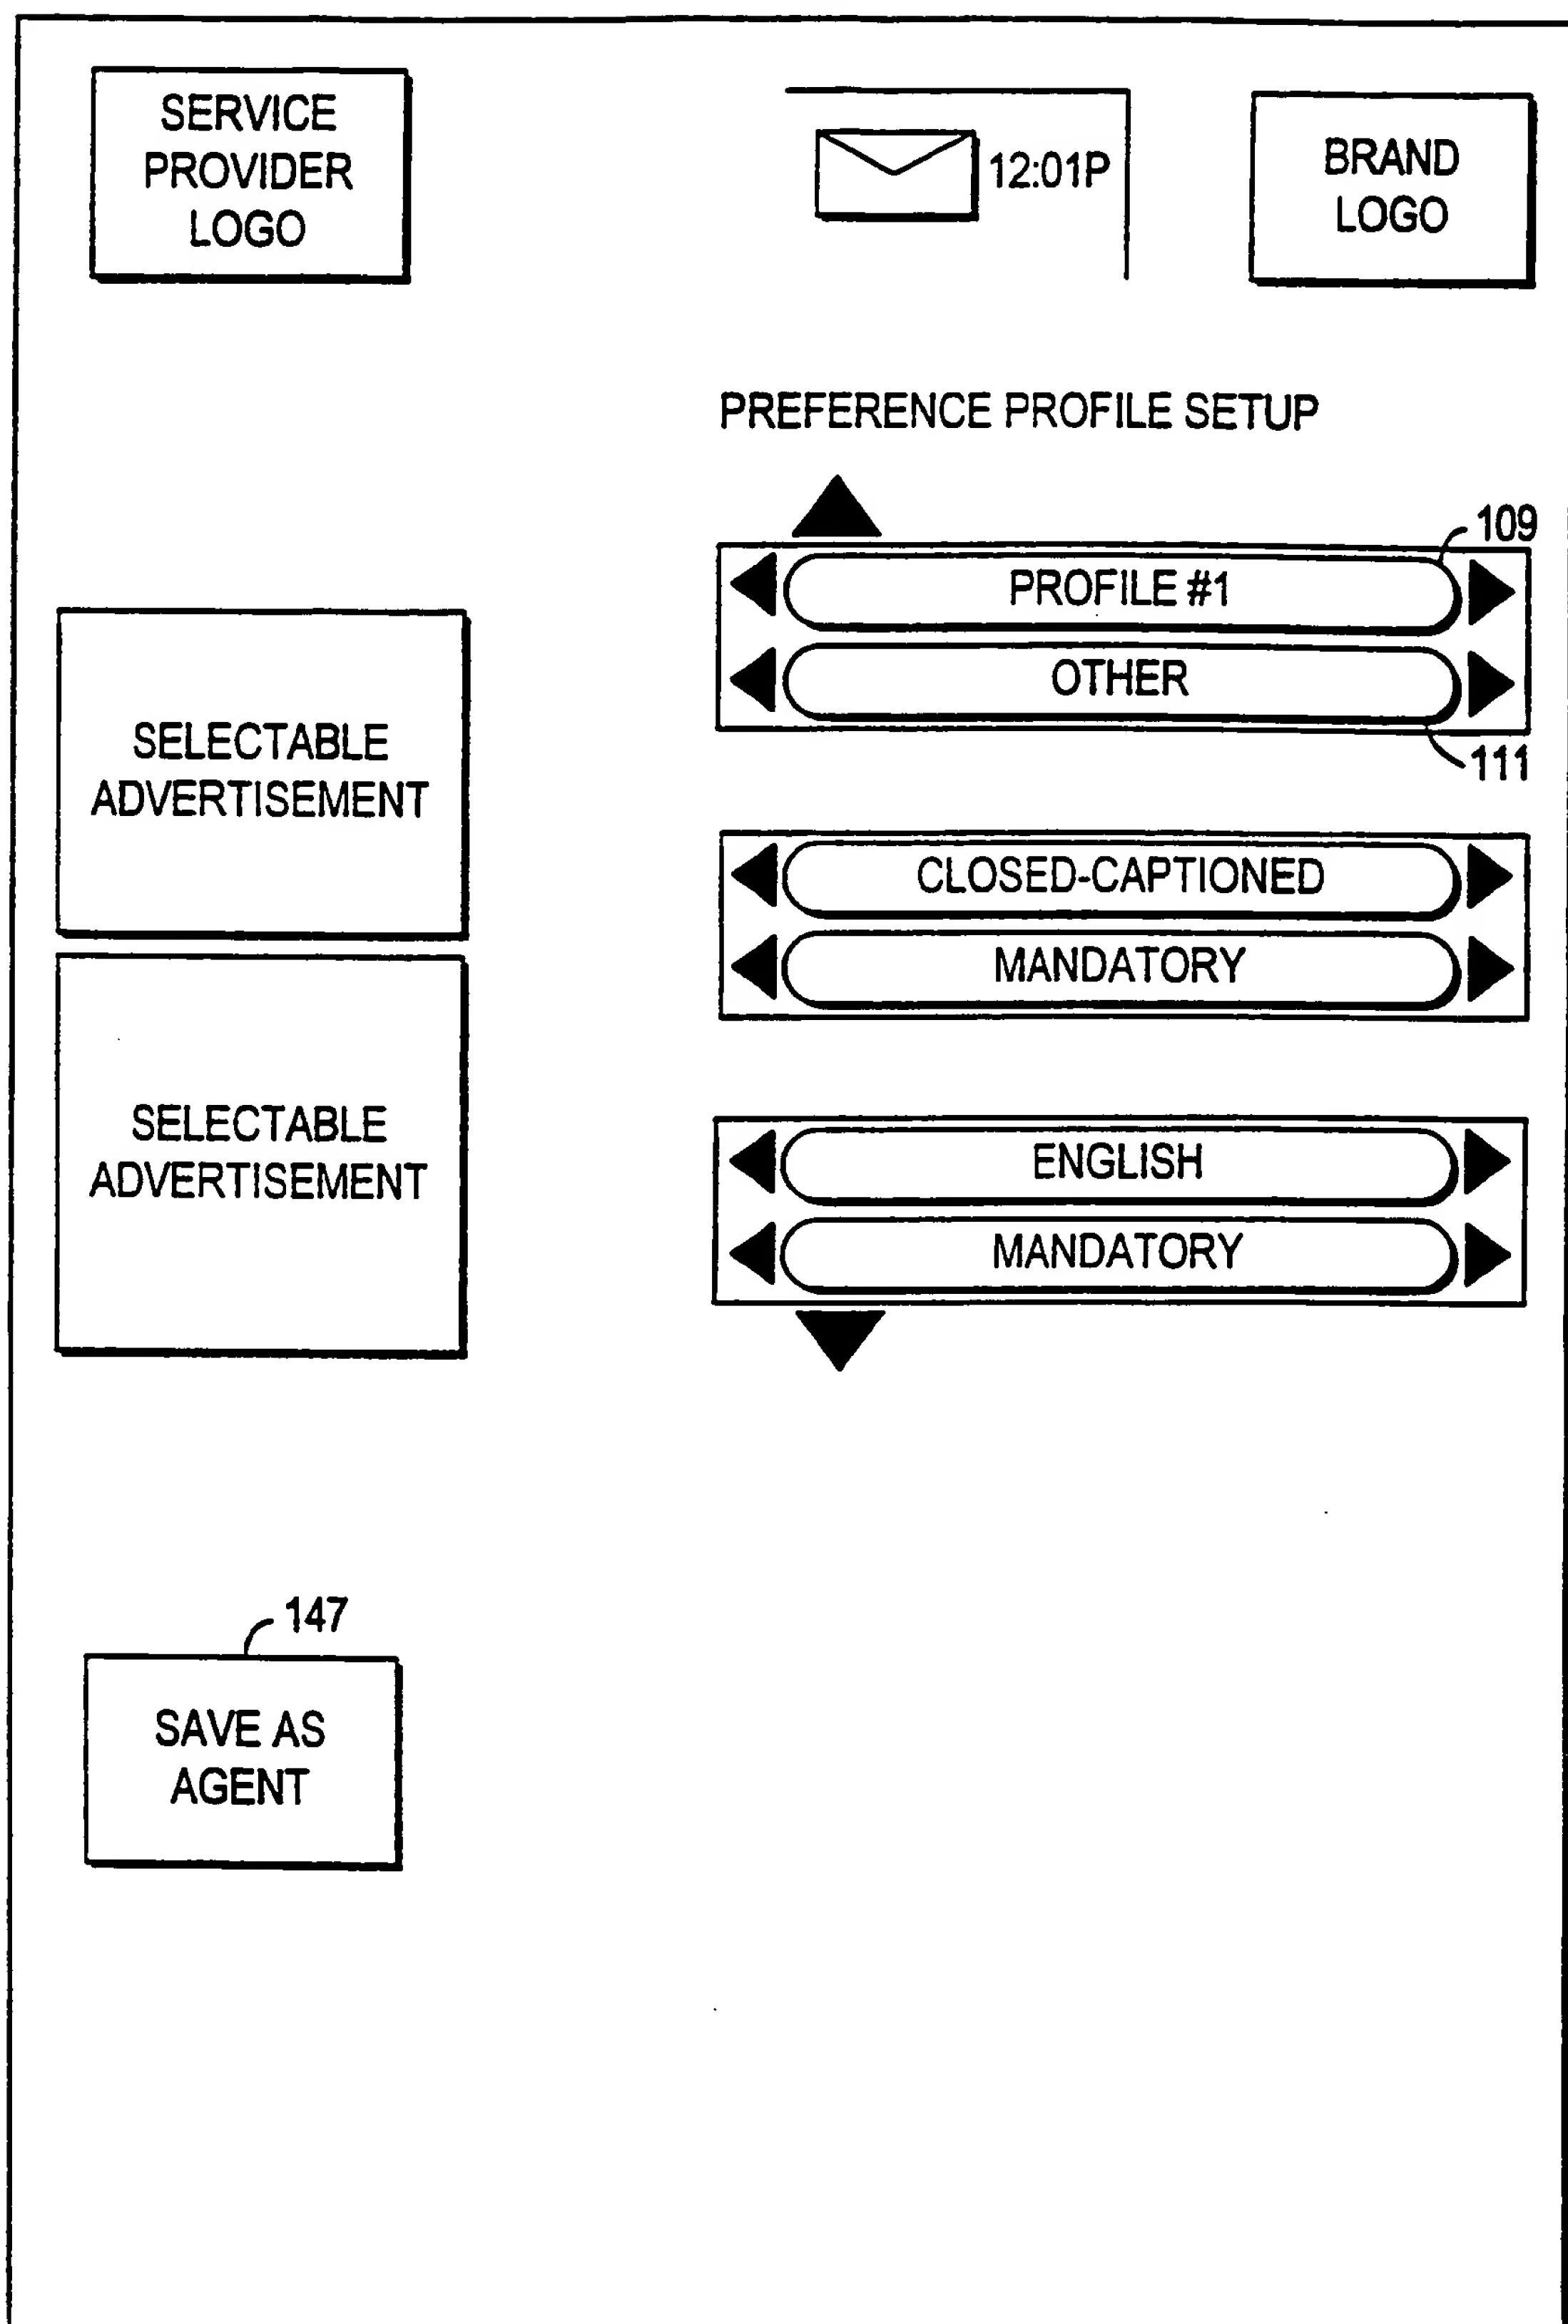 SERVICE
PROVIDER
LOGO
12:01P
BRAND
LOGO
PREFERENCE PROFILE SETUP
109
PROFILE #1
OTHER
111
SELECTABLE
ADVERTISEMENT
CLOSED-CAPTIONED
MANDATORY
SELECTABLE
ADVERTISEMENT
ENGLISH
MANDATORY
147
SAVE AS
AGENT